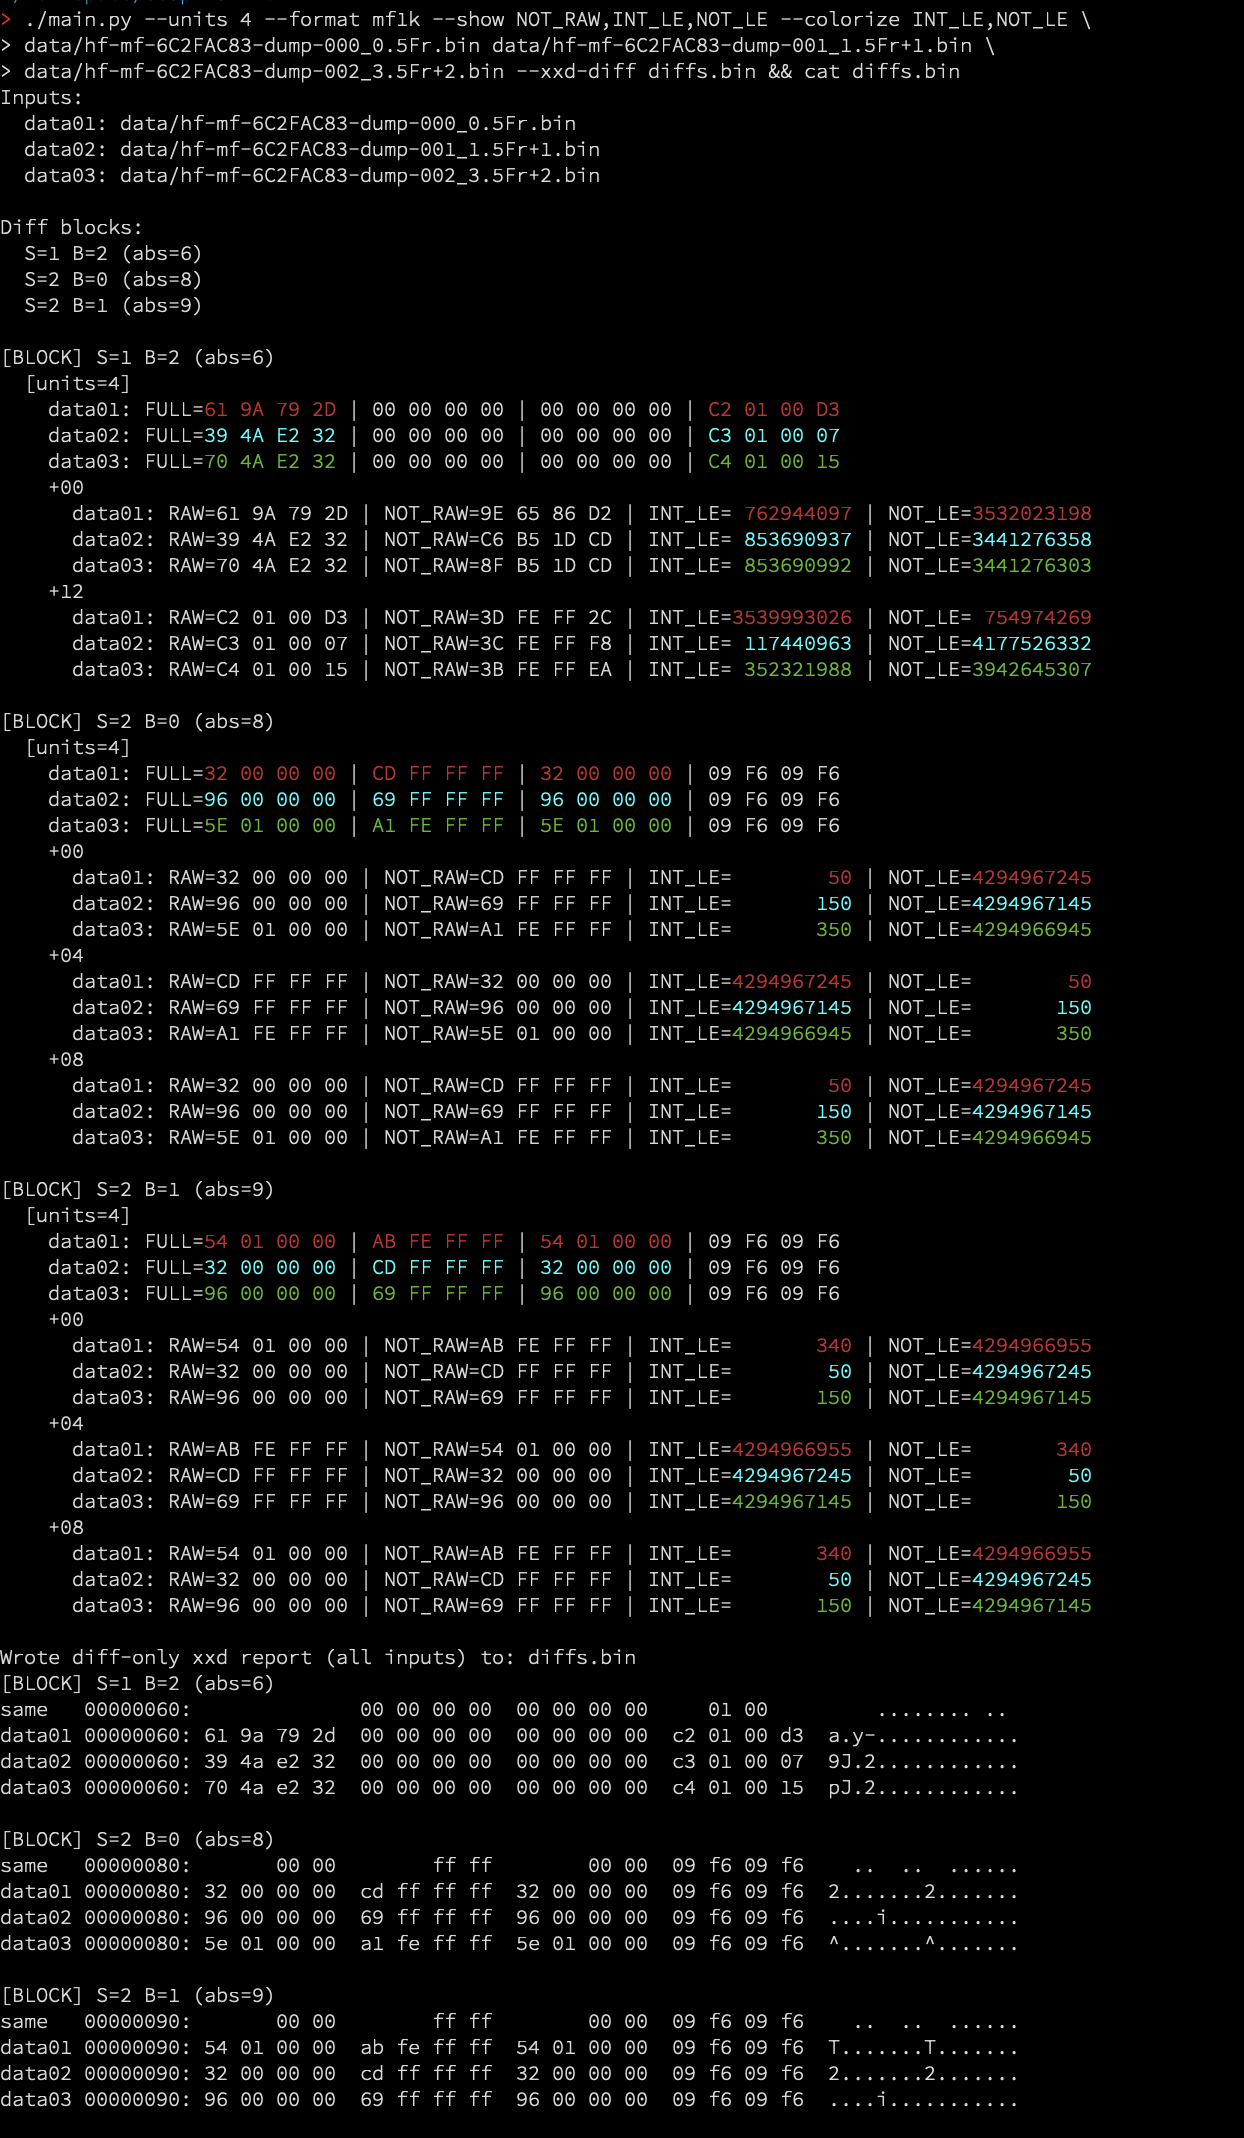 > ./main.py --units 4 --format mf1k --show NOT_RAW,INT_LE,NOT_LE --colorize INT_LE,NOT_LE \
> data/hf-mf-6C2FAC83-dump-000_0.5Fr.bin data/hf-mf-6C2FAC83-dump-001_1.5Fr+1.bin \
> data/hf-mf-6C2FAC83-dump-002_3.5Fr+2.bin --xxd-diff diffs.bin && cat diffs.bin
Inputs:
  data01: data/hf-mf-6C2FAC83-dump-000_0.5Fr.bin
  data02: data/hf-mf-6C2FAC83-dump-001_1.5Fr+1.bin
  data03: data/hf-mf-6C2FAC83-dump-002_3.5Fr+2.bin

Diff blocks:
  S=1 B=2 (abs=6)
  S=2 B=0 (abs=8)
  S=2 B=1 (abs=9)

[BLOCK] S=1 B=2 (abs=6)
  [units=4]
    data01: FULL=61 9A 79 2D | 00 00 00 00 | 00 00 00 00 | C2 01 00 D3
    data02: FULL=39 4A E2 32 | 00 00 00 00 | 00 00 00 00 | C3 01 00 07
    data03: FULL=70 4A E2 32 | 00 00 00 00 | 00 00 00 00 | C4 01 00 15
    +00
      data01: RAW=61 9A 79 2D | NOT_RAW=9E 65 86 D2 | INT_LE= 762944097 | NOT_LE=3532023198
      data02: RAW=39 4A E2 32 | NOT_RAW=C6 B5 1D CD | INT_LE= 853690937 | NOT_LE=3441276358
      data03: RAW=70 4A E2 32 | NOT_RAW=8F B5 1D CD | INT_LE= 853690992 | NOT_LE=3441276303
    +12
      data01: RAW=C2 01 00 D3 | NOT_RAW=3D FE FF 2C | INT_LE=3539993026 | NOT_LE= 754974269
      data02: RAW=C3 01 00 07 | NOT_RAW=3C FE FF F8 | INT_LE= 117440963 | NOT_LE=4177526332
      data03: RAW=C4 01 00 15 | NOT_RAW=3B FE FF EA | INT_LE= 352321988 | NOT_LE=3942645307

[BLOCK] S=2 B=0 (abs=8)
  [units=4]
    data01: FULL=32 00 00 00 | CD FF FF FF | 32 00 00 00 | 09 F6 09 F6
    data02: FULL=96 00 00 00 | 69 FF FF FF | 96 00 00 00 | 09 F6 09 F6
    data03: FULL=5E 01 00 00 | A1 FE FF FF | 5E 01 00 00 | 09 F6 09 F6
    +00
      data01: RAW=32 00 00 00 | NOT_RAW=CD FF FF FF | INT_LE=        50 | NOT_LE=4294967245
      data02: RAW=96 00 00 00 | NOT_RAW=69 FF FF FF | INT_LE=       150 | NOT_LE=4294967145
      data03: RAW=5E 01 00 00 | NOT_RAW=A1 FE FF FF | INT_LE=       350 | NOT_LE=4294966945
    +04
      data01: RAW=CD FF FF FF | NOT_RAW=32 00 00 00 | INT_LE=4294967245 | NOT_LE=        50
      data02: RAW=69 FF FF FF | NOT_RAW=96 00 00 00 | INT_LE=4294967145 | NOT_LE=       150
      data03: RAW=A1 FE FF FF | NOT_RAW=5E 01 00 00 | INT_LE=4294966945 | NOT_LE=       350
    +08
      data01: RAW=32 00 00 00 | NOT_RAW=CD FF FF FF | INT_LE=        50 | NOT_LE=4294967245
      data02: RAW=96 00 00 00 | NOT_RAW=69 FF FF FF | INT_LE=       150 | NOT_LE=4294967145
      data03: RAW=5E 01 00 00 | NOT_RAW=A1 FE FF FF | INT_LE=       350 | NOT_LE=4294966945

[BLOCK] S=2 B=1 (abs=9)
  [units=4]
    data01: FULL=54 01 00 00 | AB FE FF FF | 54 01 00 00 | 09 F6 09 F6
    data02: FULL=32 00 00 00 | CD FF FF FF | 32 00 00 00 | 09 F6 09 F6
    data03: FULL=96 00 00 00 | 69 FF FF FF | 96 00 00 00 | 09 F6 09 F6
    +00
      data01: RAW=54 01 00 00 | NOT_RAW=AB FE FF FF | INT_LE=       340 | NOT_LE=4294966955
      data02: RAW=32 00 00 00 | NOT_RAW=CD FF FF FF | INT_LE=        50 | NOT_LE=4294967245
      data03: RAW=96 00 00 00 | NOT_RAW=69 FF FF FF | INT_LE=       150 | NOT_LE=4294967145
    +04
      data01: RAW=AB FE FF FF | NOT_RAW=54 01 00 00 | INT_LE=4294966955 | NOT_LE=       340
      data02: RAW=CD FF FF FF | NOT_RAW=32 00 00 00 | INT_LE=4294967245 | NOT_LE=        50
      data03: RAW=69 FF FF FF | NOT_RAW=96 00 00 00 | INT_LE=4294967145 | NOT_LE=       150
    +08
      data01: RAW=54 01 00 00 | NOT_RAW=AB FE FF FF | INT_LE=       340 | NOT_LE=4294966955
      data02: RAW=32 00 00 00 | NOT_RAW=CD FF FF FF | INT_LE=        50 | NOT_LE=4294967245
      data03: RAW=96 00 00 00 | NOT_RAW=69 FF FF FF | INT_LE=       150 | NOT_LE=4294967145

Wrote diff-only xxd report (all inputs) to: diffs.bin
[BLOCK] S=1 B=2 (abs=6)
same   00000060:              00 00 00 00  00 00 00 00     01 00         ........ ..
data01 00000060: 61 9a 79 2d  00 00 00 00  00 00 00 00  c2 01 00 d3  a.y-............
data02 00000060: 39 4a e2 32  00 00 00 00  00 00 00 00  c3 01 00 07  9J.2............
data03 00000060: 70 4a e2 32  00 00 00 00  00 00 00 00  c4 01 00 15  pJ.2............

[BLOCK] S=2 B=0 (abs=8)
same   00000080:       00 00        ff ff        00 00  09 f6 09 f6    ..  ..  ......
data01 00000080: 32 00 00 00  cd ff ff ff  32 00 00 00  09 f6 09 f6  2.......2.......
data02 00000080: 96 00 00 00  69 ff ff ff  96 00 00 00  09 f6 09 f6  ....i...........
data03 00000080: 5e 01 00 00  a1 fe ff ff  5e 01 00 00  09 f6 09 f6  ^.......^.......

[BLOCK] S=2 B=1 (abs=9)
same   00000090:       00 00        ff ff        00 00  09 f6 09 f6    ..  ..  ......
data01 00000090: 54 01 00 00  ab fe ff ff  54 01 00 00  09 f6 09 f6  T.......T.......
data02 00000090: 32 00 00 00  cd ff ff ff  32 00 00 00  09 f6 09 f6  2.......2.......
data03 00000090: 96 00 00 00  69 ff ff ff  96 00 00 00  09 f6 09 f6  ....i...........